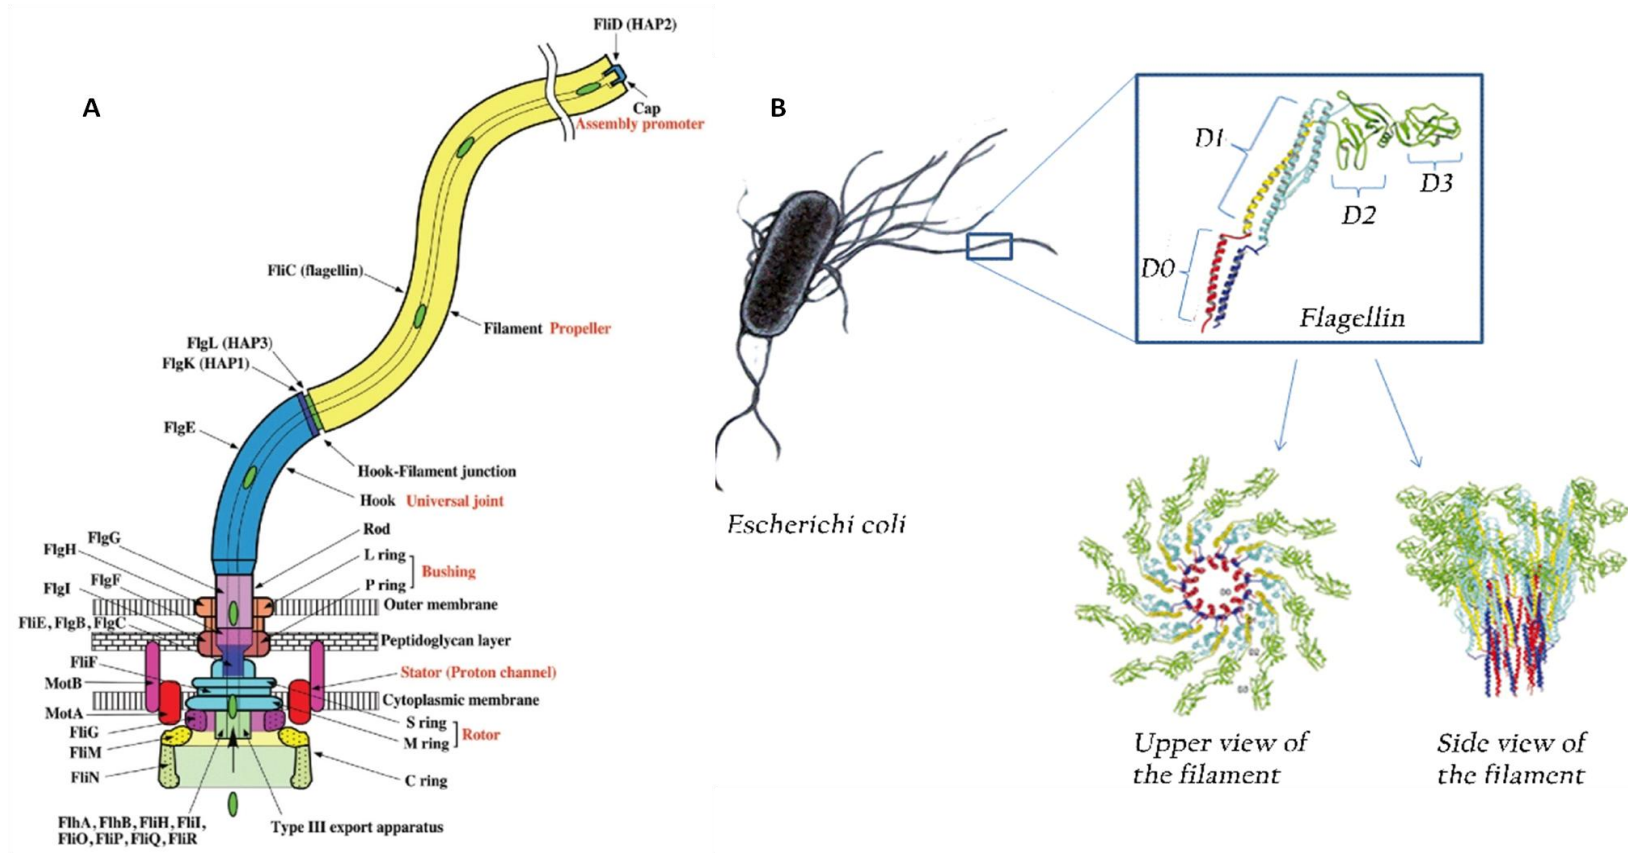 A
FliD (HAP2)
Cap
Assembly promoter
FliC (flagellin)
Filament Propeller
FlgL (HAP3)
FlgK (HAP1)
FlgE
Hook-Filament junction
Hook Universal joint
Rod
FlgG
FlgH
L ring
Bushing
FlgF
FlgI
P ring
Outer membrane
FliE, FlgB, FlgC
Peptidoglycan layer
FliF
Stator (Proton channel)
MotB
Cytoplasmic membrane
MotA
S ring
Rotor
FliG
M ring
FliM
FliN
C ring
FlhA, FlhB, FliH, FliI,
FliO, FliP, FliQ, FliR
Type III export apparatus
B
Escherichi coli
D1
D2
D3
D0
Flagellin
D0
D2
D3
Upper view of
the filament
Side view of
the filament